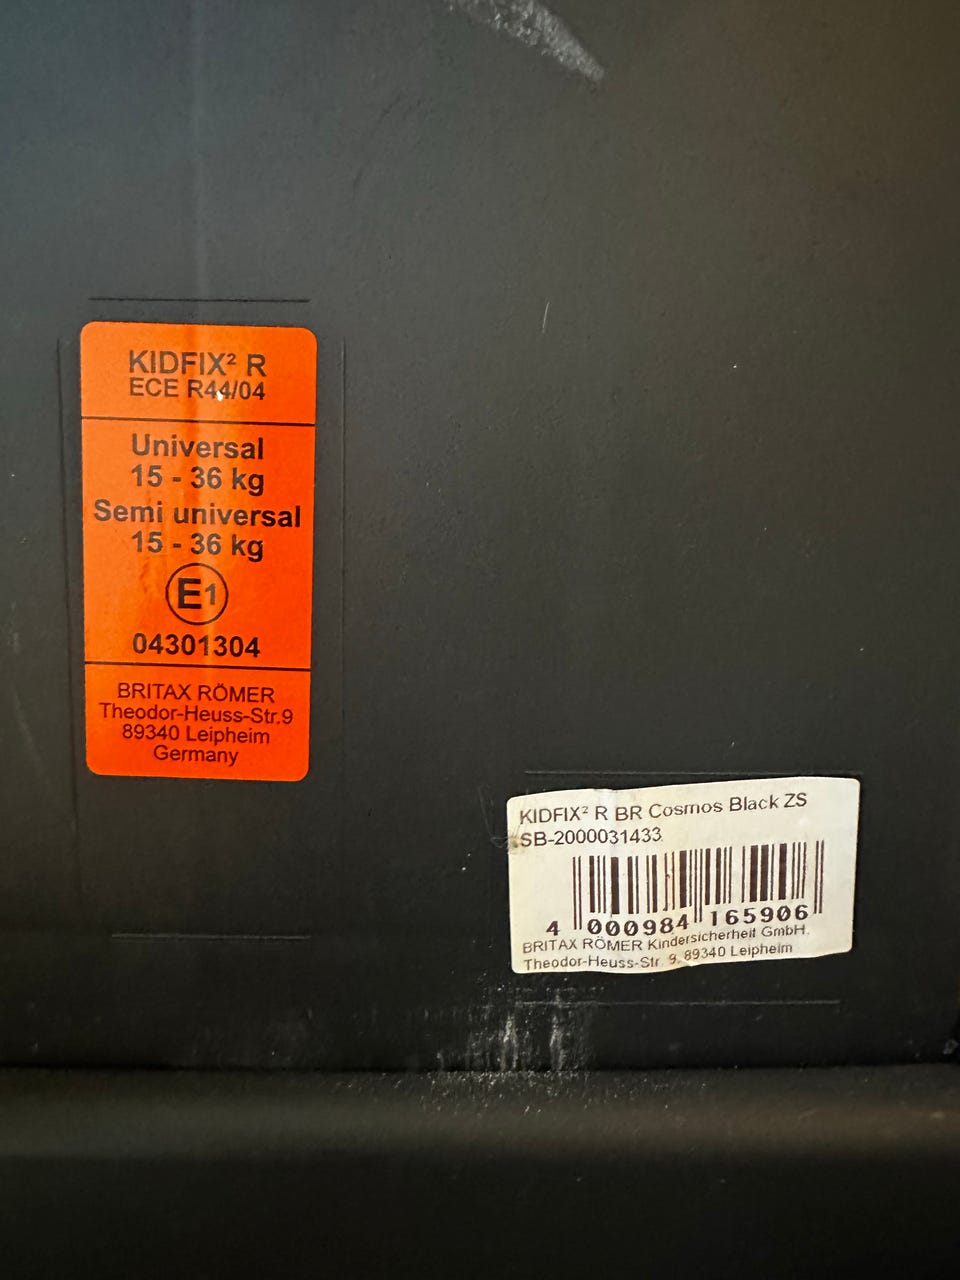 KIDFIX² R
ECE R44/04
Universal
15 - 36 kg
Semi universal
15 - 36 kg
E1
04301304
BRITAX RÖMER
Theodor-Heuss-Str.9
89340 Leipheim
Germany
KIDFIX² R BR Cosmos Black ZS
SB-2000031433
4 000984 165906
BRITAX RÖMER Kindersicherheit GmbH.
Theodor-Heuss-Str. 9, 89340 Leipheim